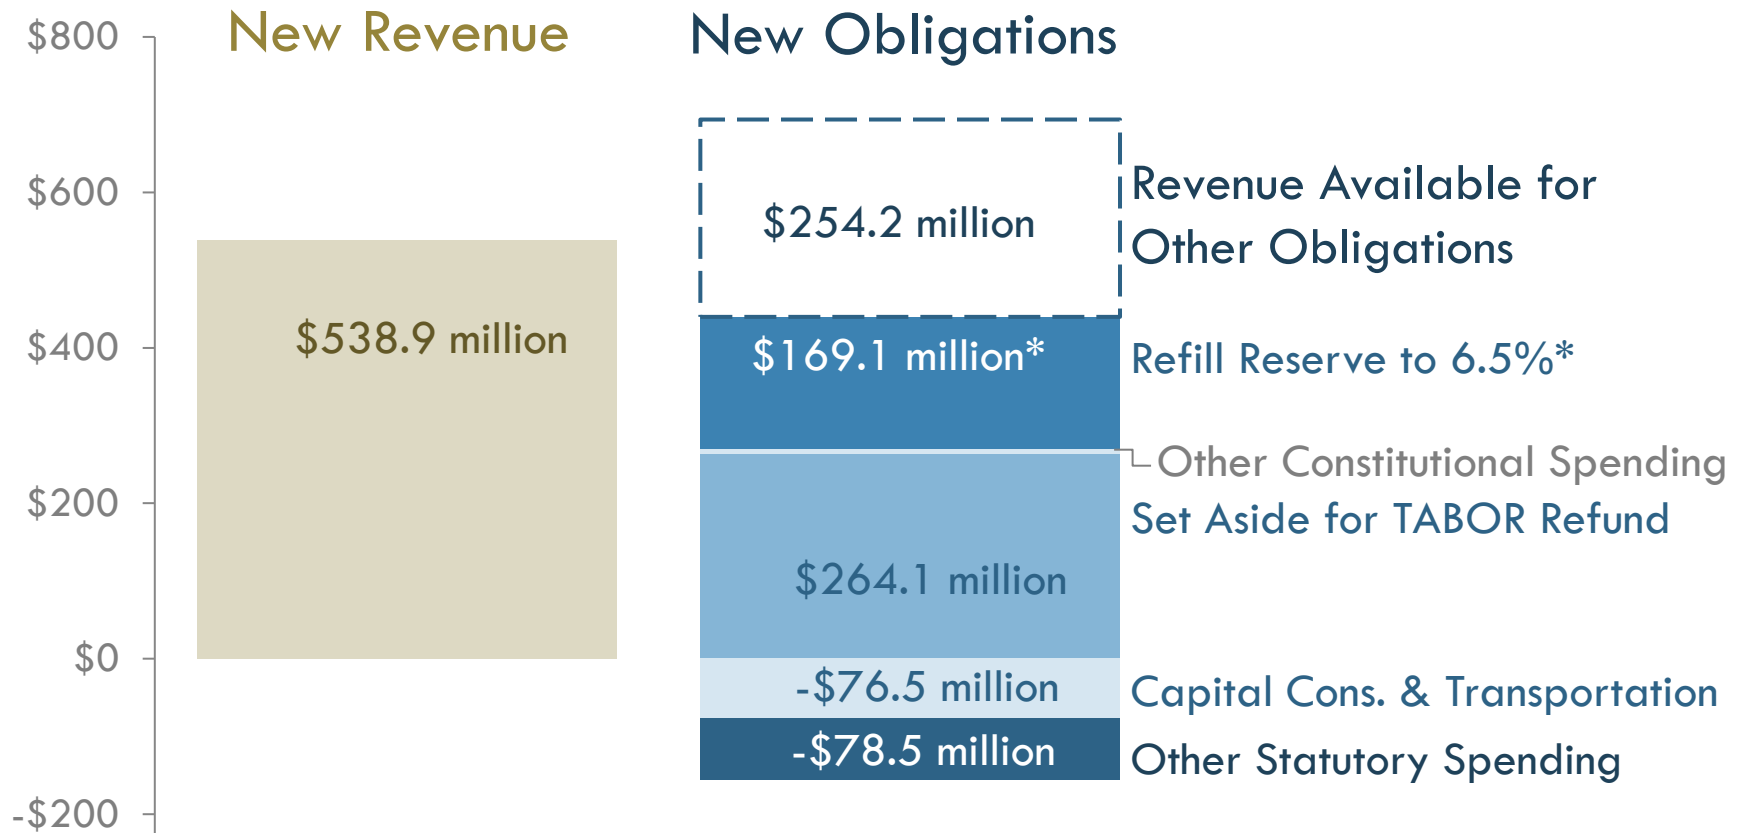 New Revenue
New Obligations
$800
$600
$400
$200
$0
-$200
$538.9 million
$254.2 million
Revenue Available for
Other Obligations
$169.1 million*
Refill Reserve to 6.5%*
Other Constitutional Spending
Set Aside for TABOR Refund
$264.1 million
-$76.5 million
Capital Cons. & Transportation
-$78.5 million
Other Statutory Spending